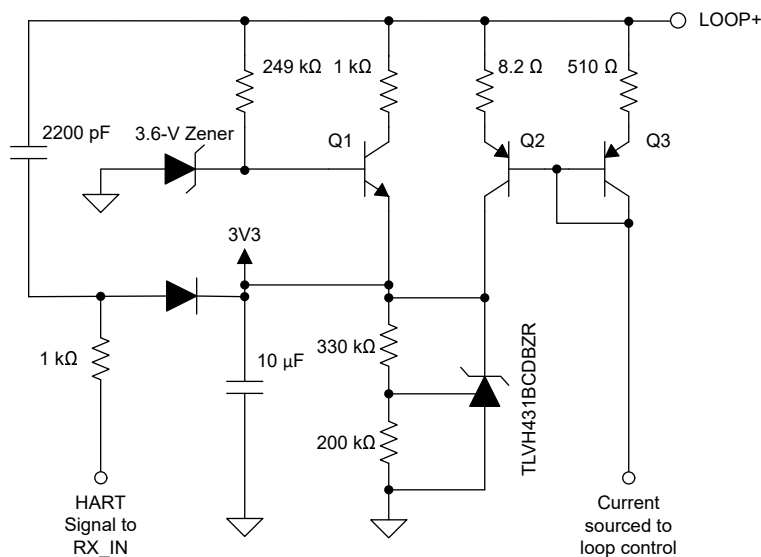 LOOP+
249 kΩ
1 kΩ
8.2 Ω
510 Ω
2200 pF
3.6-V Zener
Q1
Q2
Q3
3V3
1 kΩ
10 µF
330 kΩ
200 kΩ
TLVH431BCDBZR
HART
Signal to
RX_IN
Current
sourced to
loop control